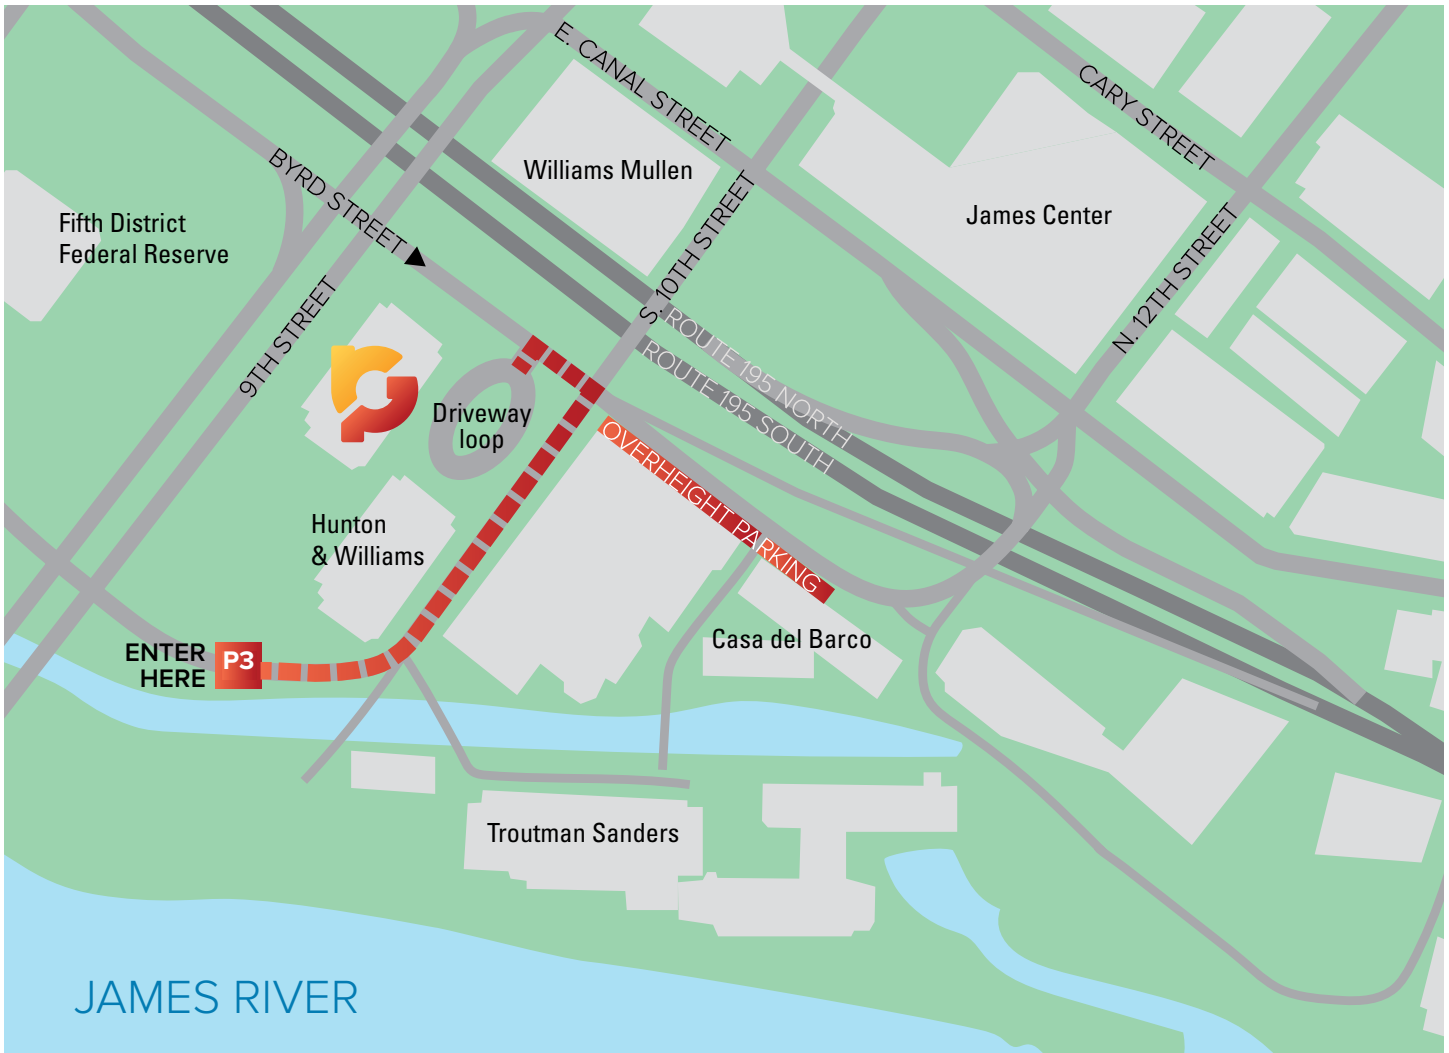 E. CANAL STREET
CARY STREET
BYRD STREET
Williams Mullen
James Center
Fifth District
Federal Reserve
S. 10TH STREET
N. 12TH STREET
9TH STREET
ROUTE 195 NORTH
ROUTE 195 SOUTH
Driveway
loop
OVERHEIGHT PARKING
Hunton
& Williams
Casa del Barco
ENTER
HERE
P3
Troutman Sanders
JAMES RIVER